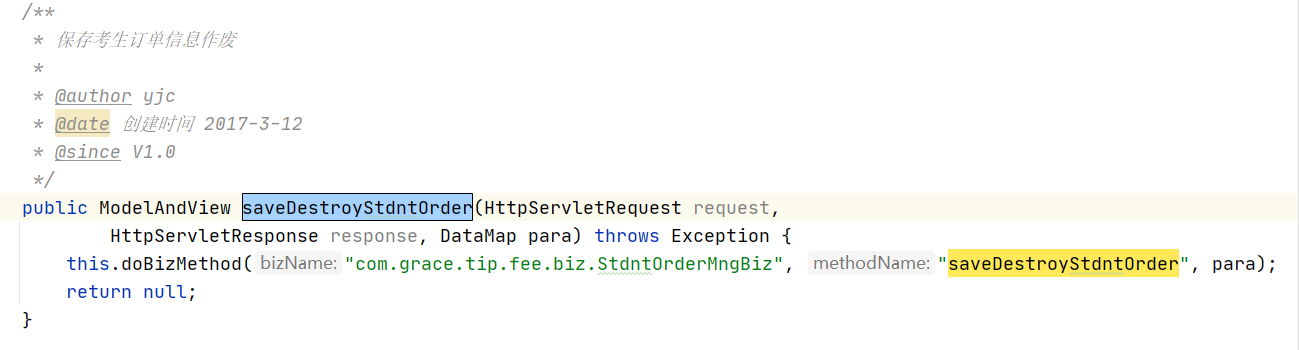 /**
* 保存考生订单信息作废
*
* @author yjc
* @date 创建时间 2017-3-12
* @since V1.0
*/
public ModelAndView saveDestroyStdntOrder(HttpServletRequest request,
HttpServletResponse response, DataMap para) throws Exception {
this.doBizMethod( bizName: "com.grace.tip.fee.biz.StdntOrderMngBiz", methodName: "saveDestroyStdntOrder", para);
return null;
}